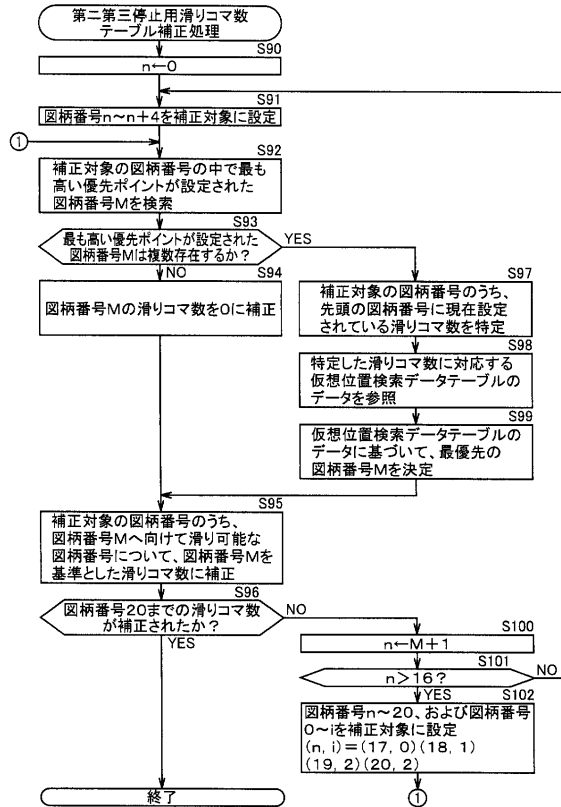 第二第三停止用滑りコマ数
テーブル補正処理
S90
n←0
S91
図柄番号n～n+4を補正対象に設定
①
S92
補正対象の図柄番号の中で最も
高い優先ポイントが設定された
図柄番号Mを検索
S93
最も高い優先ポイントが設定された
図柄番号Mは複数存在するか？
YES
NO
S94
図柄番号Mの滑りコマ数を0に補正
S97
補正対象の図柄番号のうち、
先頭の図柄番号に現在設定
されている滑りコマ数を特定
S98
特定した滑りコマ数に対応する
仮想位置検索データテーブルの
データを参照
S99
仮想位置検索データテーブルの
データに基づいて、最優先の
図柄番号Mを決定
S95
補正対象の図柄番号のうち、
図柄番号Mへ向けて滑り可能な
図柄番号について、図柄番号Mを
基準とした滑りコマ数に補正
S96
図柄番号20までの滑りコマ数
が補正されたか？
NO
YES
S100
n←M+1
S101
n>16？
NO
YES
S102
図柄番号n～20、および図柄番号
0～iを補正対象に設定
(n, i)=(17, 0)(18, 1)
(19, 2)(20, 2)
①
終了